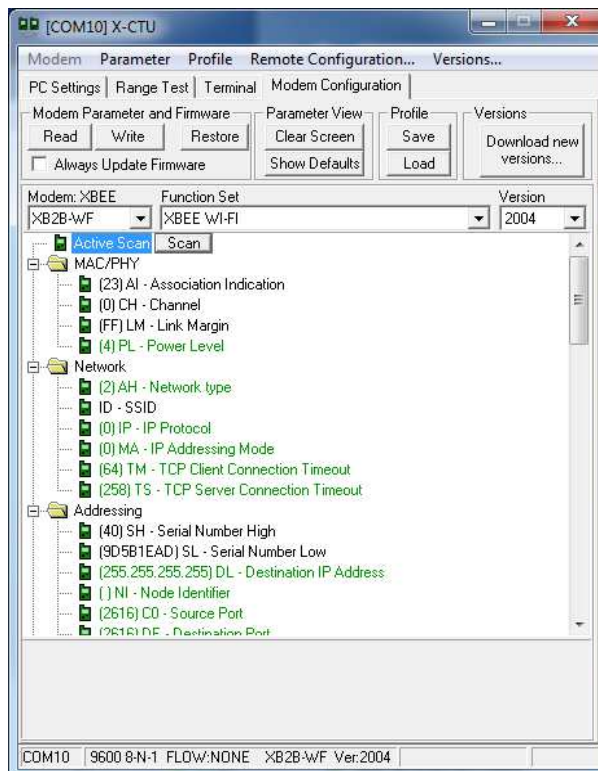 [COM10] X-CTU
Modem Parameter Profile Remote Configuration... Versions...
PC Settings Range Test Terminal Modem Configuration
Modem Parameter and Firmware Parameter View Profile Versions
Read Write Restore Clear Screen Save Download new versions...
Always Update Firmware Show Defaults Load
Modem: XBEE Function Set Version
XB2B-WF XBEE WI-FI 2004
Active Scan Scan
MAC/PHY
(23) AI - Association Indication
(0) CH - Channel
(FF) LM - Link Margin
(4) PL - Power Level
Network
(2) AH - Network type
ID - SSID
(0) IP - IP Protocol
(0) MA - IP Addressing Mode
(64) TM - TCP Client Connection Timeout
(258) TS - TCP Server Connection Timeout
Addressing
(40) SH - Serial Number High
(9D5B1EAD) SL - Serial Number Low
(255.255.255.255) DL - Destination IP Address
( ) NI - Node Identifier
(2616) C0 - Source Port
(2616) DE - Destination Port
COM10 9600 8-N-1 FLOW:NONE XB2B-WF Ver:2004